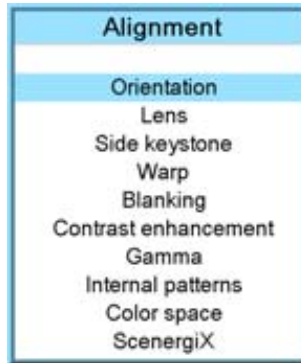 Alignment
Orientation
Lens
Side keystone
Warp
Blanking
Contrast enhancement
Gamma
Internal patterns
Color space
ScenergiX